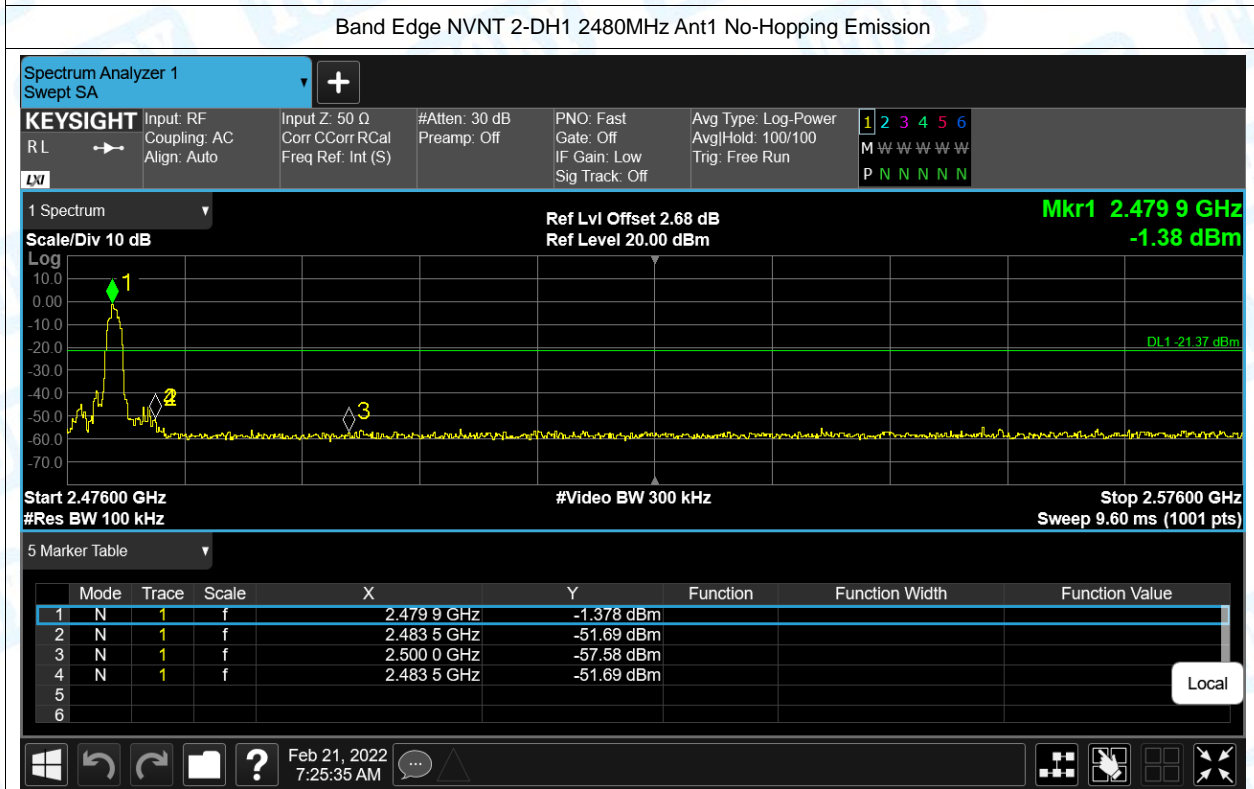 Band Edge NVNT 2-DH1 2480MHz Ant1 No-Hopping Emission
Spectrum Analyzer 1
Swept SA
KEYSIGHT
RL
LXI
Input: RF
Coupling: AC
Align: Auto
Input Z: 50 Ω
Corr CCorr RCal
Freq Ref: Int (S)
#Atten: 30 dB
Preamp: Off
PNO: Fast
Gate: Off
IF Gain: Low
Sig Track: Off
Avg Type: Log-Power
Avg|Hold: 100/100
Trig: Free Run
1 2 3 4 5 6
M W W W W W
P N N N N N
1 Spectrum
Scale/Div 10 dB
Ref Lvl Offset 2.68 dB
Ref Level 20.00 dBm
Mkr1 2.479 9 GHz
-1.38 dBm
Log
10.0
0.00
-10.0
-20.0
-30.0
-40.0
-50.0
-60.0
-70.0
1
2
3
DL1 -21.37 dBm
Start 2.47600 GHz
#Video BW 300 kHz
Stop 2.57600 GHz
#Res BW 100 kHz
Sweep 9.60 ms (1001 pts)
5 Marker Table
Mode Trace Scale X Y Function Function Width Function Value
1 N 1 f 2.479 9 GHz -1.378 dBm
2 N 1 f 2.483 5 GHz -51.69 dBm
3 N 1 f 2.500 0 GHz -57.58 dBm
4 N 1 f 2.483 5 GHz -51.69 dBm
5
6
Local
?
Feb 21, 2022
7:25:35 AM